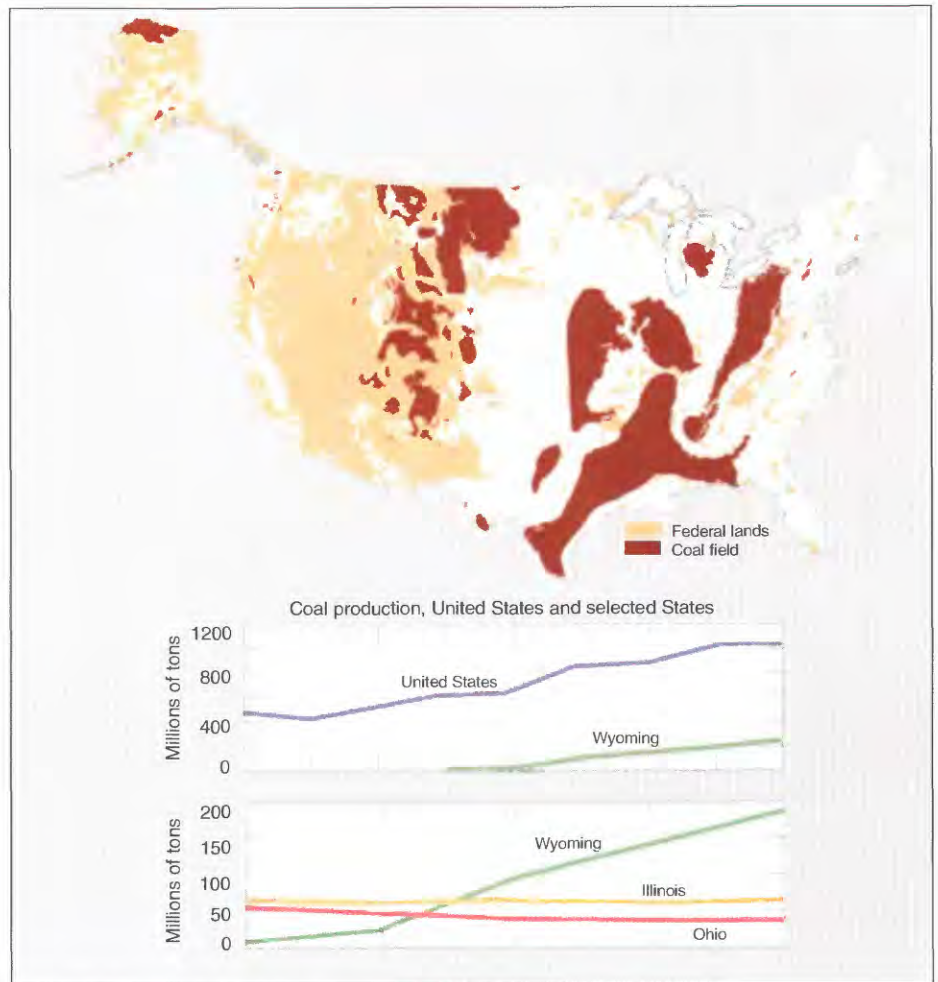 Federal lands
Coal field
Coal production, United States and selected States
Millions of tons
1200
800
400
0
United States
Wyoming
Millions of tons
200
150
100
50
0
Wyoming
Illinois
Ohio